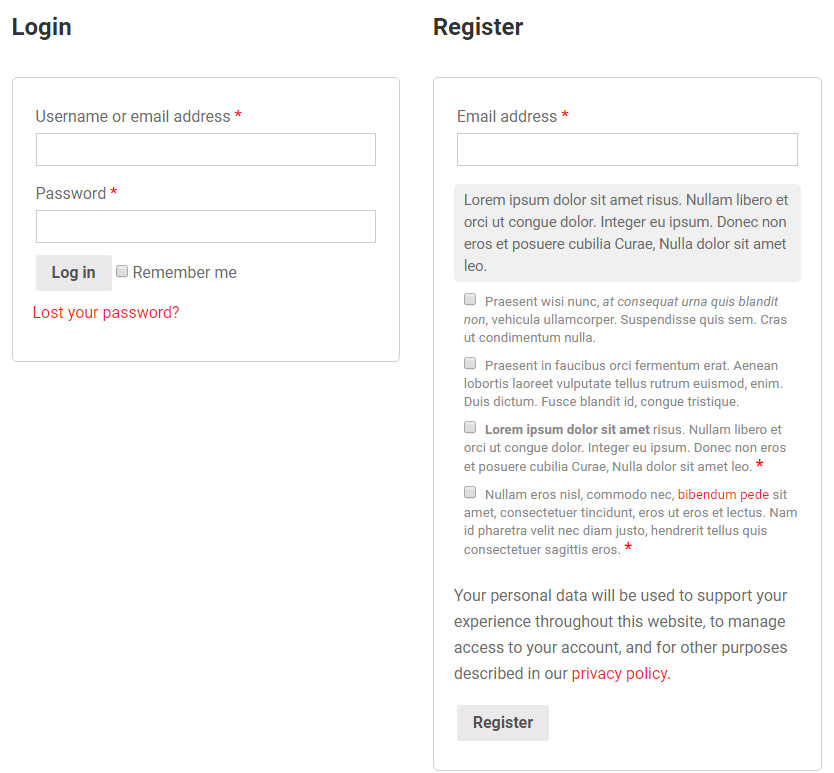 Login
Username or email address *
Password *
Log in Remember me
Lost your password?
Register
Email address *
Lorem ipsum dolor sit amet risus. Nullam libero et
orci ut congue dolor. Integer eu ipsum. Donec non
eros et posuere cubilia Curae, Nulla dolor sit amet
leo.
Praesent wisi nunc, at consequat urna quis blandit
non, vehicula ullamcorper. Suspendisse quis sem. Cras
ut condimentum nulla.
Praesent in faucibus orci fermentum erat. Aenean
lobortis laoreet vulputate tellus rutrum euismod, enim.
Duis dictum. Fusce blandit id, congue tristique.
Lorem ipsum dolor sit amet risus. Nullam libero et
orci ut congue dolor. Integer eu ipsum. Donec non eros
et posuere cubilia Curae, Nulla dolor sit amet leo. *
Nullam eros nisl, commodo nec, bibendum pede sit
amet, consectetuer tincidunt, eros ut eros et lectus. Nam
id pharetra velit nec diam justo, hendrerit tellus quis
consectetuer sagittis eros. *
Your personal data will be used to support your
experience throughout this website, to manage
access to your account, and for other purposes
described in our privacy policy.
Register